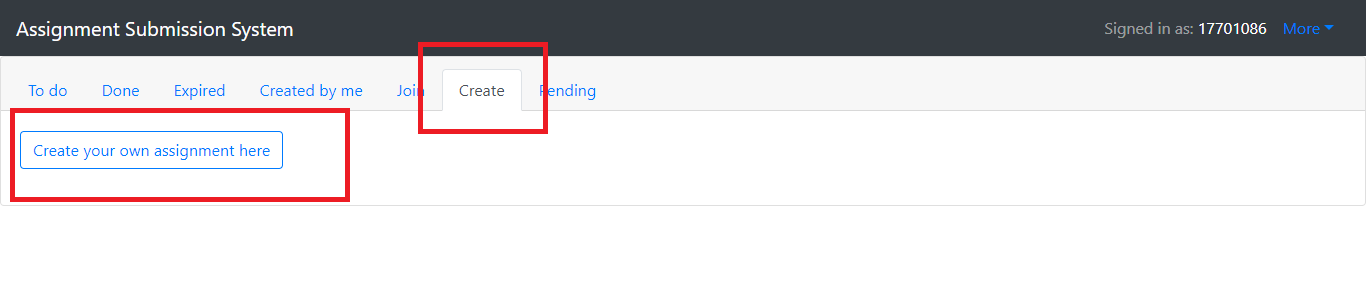 Assignment Submission System
Signed in as: 17701086 More
To do Done Expired Created by me Join Create Pending
Create your own assignment here